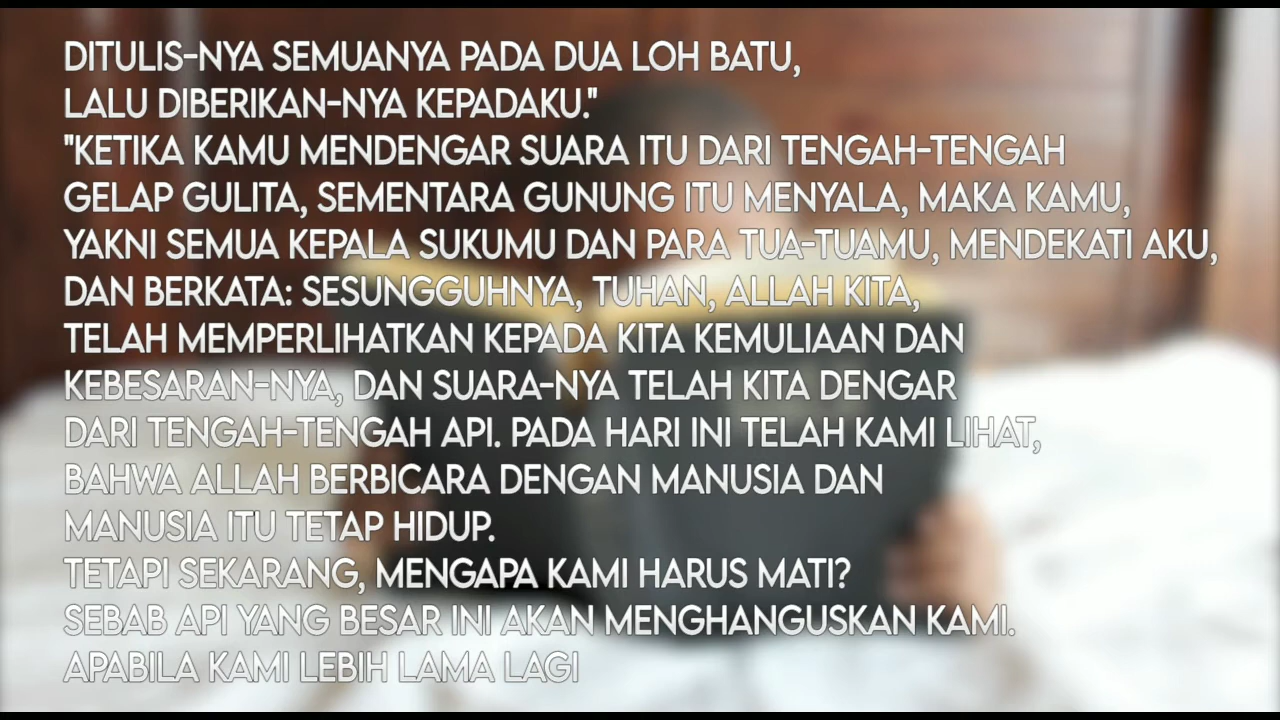 DITULIS-NYA SEMUANYA PADA DUA LOH BATU,
LALU DIBERIKAN-NYA KEPADAKU."
"KETIKA KAMU MENDENGAR SUARA ITU DARI TENGAH-TENGAH
GELAP GULITA, SEMENTARA GUNUNG ITU MENYALA, MAKA KAMU,
YAKNI SEMUA KEPALA SUKUMU DAN PARA TUA-TUAMU, MENDEKATI AKU,
DAN BERKATA: SESUNGGUHNYA, TUHAN, ALLAH KITA,
TELAH MEMPERLIHATKAN KEPADA KITA KEMULIAAN DAN
KEBESARAN-NYA, DAN SUARA-NYA TELAH KITA DENGAR
DARI TENGAH-TENGAH API. PADA HARI INI TELAH KAMI LIHAT,
BAHWA ALLAH BERBICARA DENGAN MANUSIA DAN
MANUSIA ITU TETAP HIDUP.
TETAPI SEKARANG, MENGAPA KAMI HARUS MATI?
SEBAB API YANG BESAR INI AKAN MENGHANGUSKAN KAMI.
APABILA KAMI LEBIH LAMA LAGI